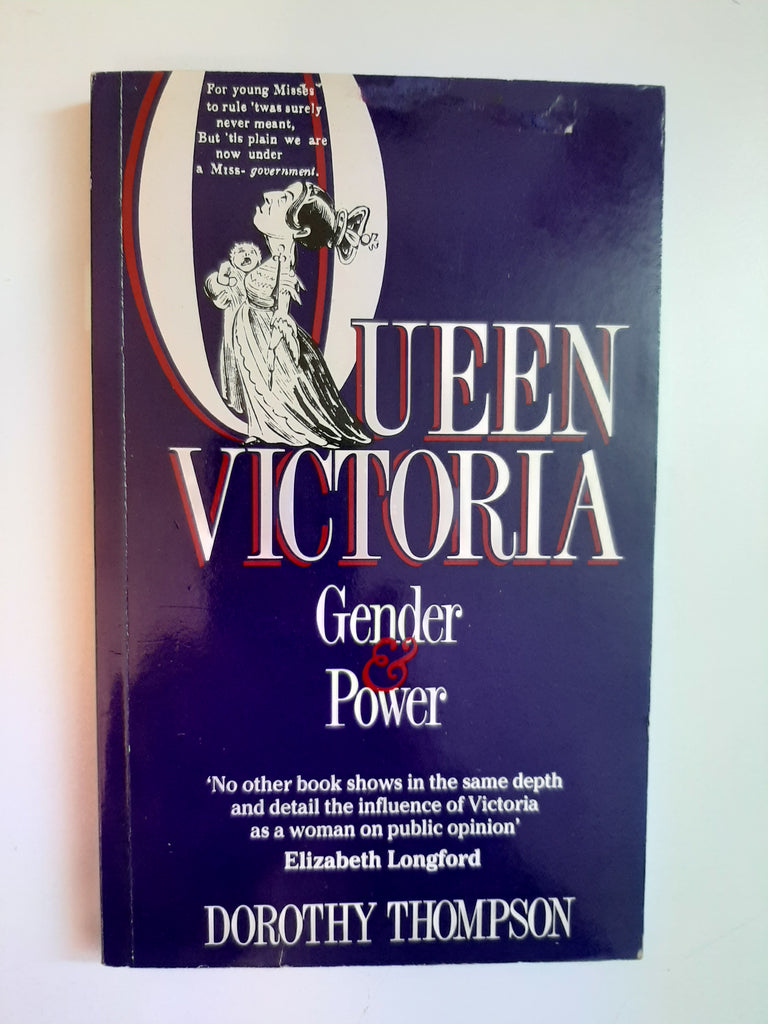 For young Misses
to rule 'twas surely
never meant,
But 'tis plain we are
now under
a Miss- government.
QUEEN
VICTORIA
Gender
&
Power
'No other book shows in the same depth
and detail the influence of Victoria
as a woman on public opinion'
Elizabeth Longford
DOROTHY THOMPSON